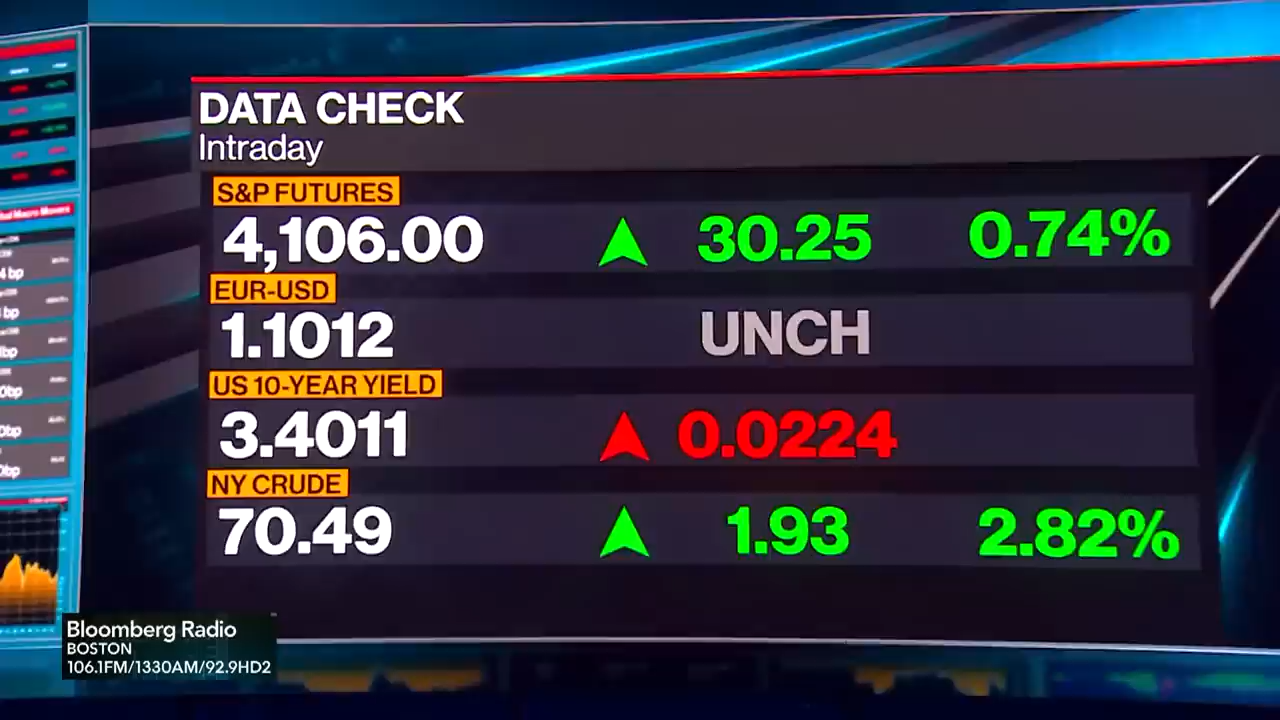 DATA CHECK
Intraday
S&P FUTURES
4,106.00 ▲ 30.25 0.74%
EUR-USD
1.1012 UNCH
US 10-YEAR YIELD
3.4011 ▲ 0.0224
NY CRUDE
70.49 ▲ 1.93 2.82%
Bloomberg Radio
BOSTON
106.1FM/1330AM/92.9HD2